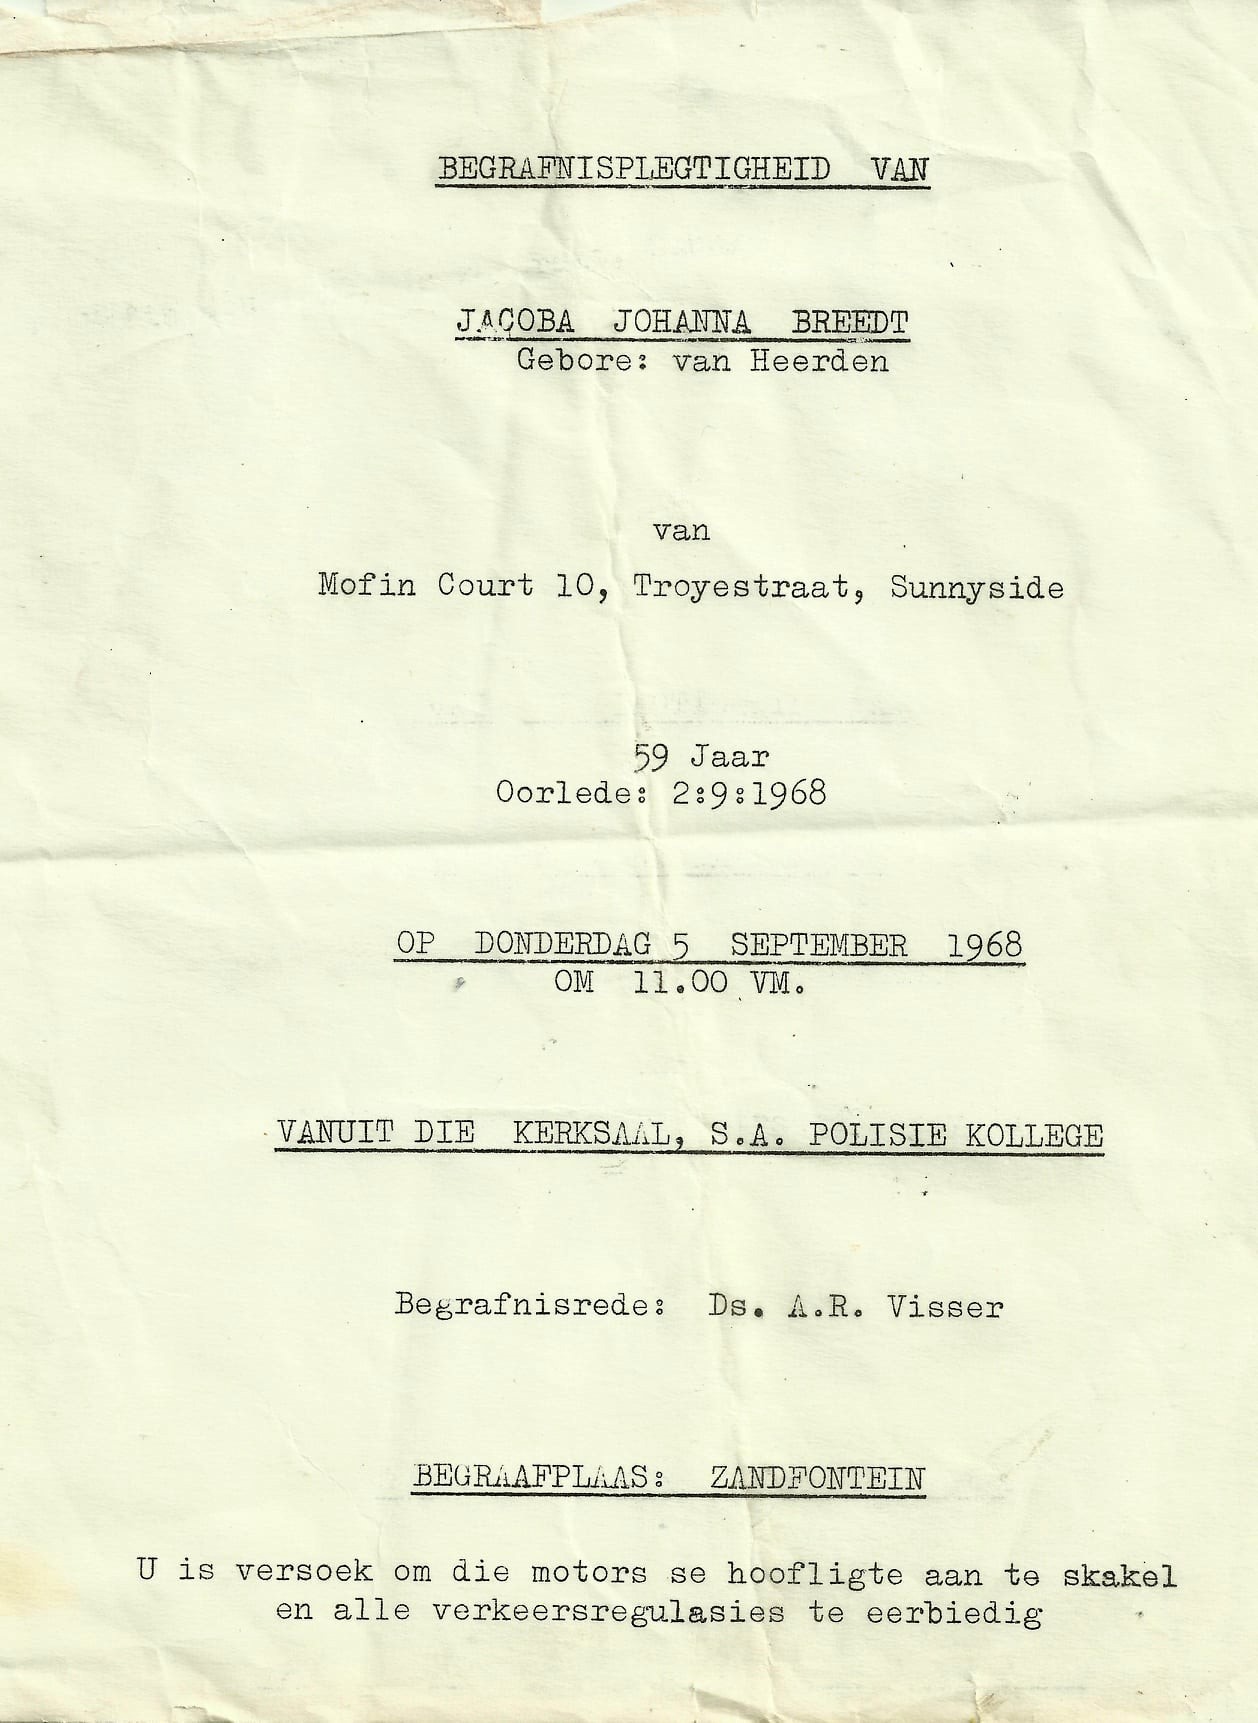 BEGRAFNISPLEGTIGHEID VAN
JACOBA JOHANNA BREEDT
Gebore: van Heerden
van
Mofin Court 10, Troyestraat, Sunnyside
59 Jaar
Oorlede: 2:9:1968
OP DONDERDAG 5 SEPTEMBER 1968
OM 11.00 VM.
VANUIT DIE KERKSAAL, S.A. POLISIE KOLLEGE
Begrafnisrede: Ds. A.R. Visser
BEGRAAFPLAAS: ZANDFONTEIN
U is versoek om die motors se hoofligte aan te skakel
en alle verkeersregulasies te eerbiedig